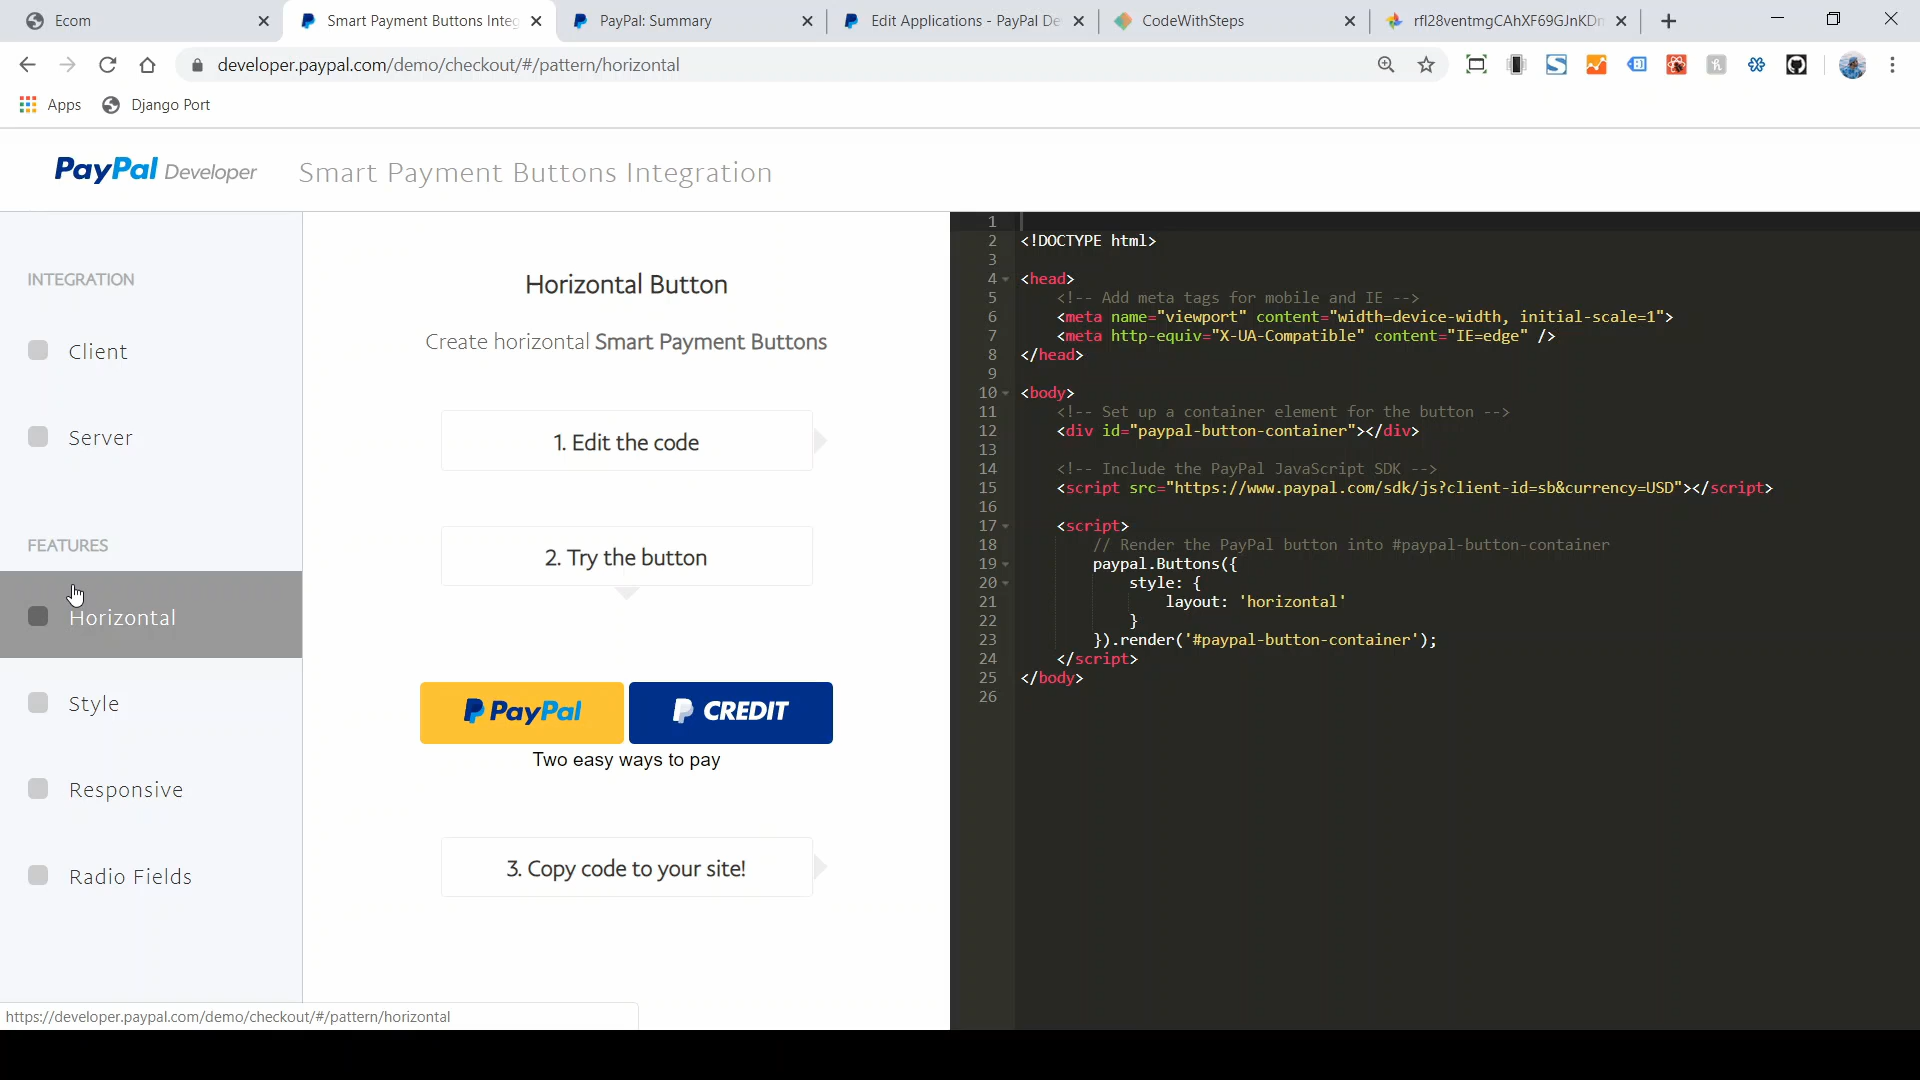 Ecom
Smart Payment Buttons Integ
PayPal: Summary
Edit Applications - PayPal De
CodeWithSteps
rfl28ventmgCAhXF69GJnKDm
developer.paypal.com/demo/checkout/#/pattern/horizontal
Apps
Django Port
PayPal Developer
Smart Payment Buttons Integration
INTEGRATION
Client
Server
FEATURES
Horizontal
Style
Responsive
Radio Fields
https://developer.paypal.com/demo/checkout/#/pattern/horizontal
Horizontal Button
Create horizontal Smart Payment Buttons
1. Edit the code
2. Try the button
PayPal
CREDIT
Two easy ways to pay
3. Copy code to your site!
1
2 <!DOCTYPE html>
3
4 <head>
5 <!-- Add meta tags for mobile and IE -->
6 <meta name="viewport" content="width=device-width, initial-scale=1">
7 <meta http-equiv="X-UA-Compatible" content="IE=edge" />
8 </head>
9
10 <body>
11 <!-- Set up a container element for the button -->
12 <div id="paypal-button-container"></div>
13
14 <!-- Include the PayPal JavaScript SDK -->
15 <script src="https://www.paypal.com/sdk/js?client-id=sb&currency=USD"></script>
16
17 <script>
18 // Render the PayPal button into #paypal-button-container
19 paypal.Buttons({
20 style: {
21 layout: 'horizontal'
22 }
23 }).render('#paypal-button-container');
24 </script>
25 </body>
26